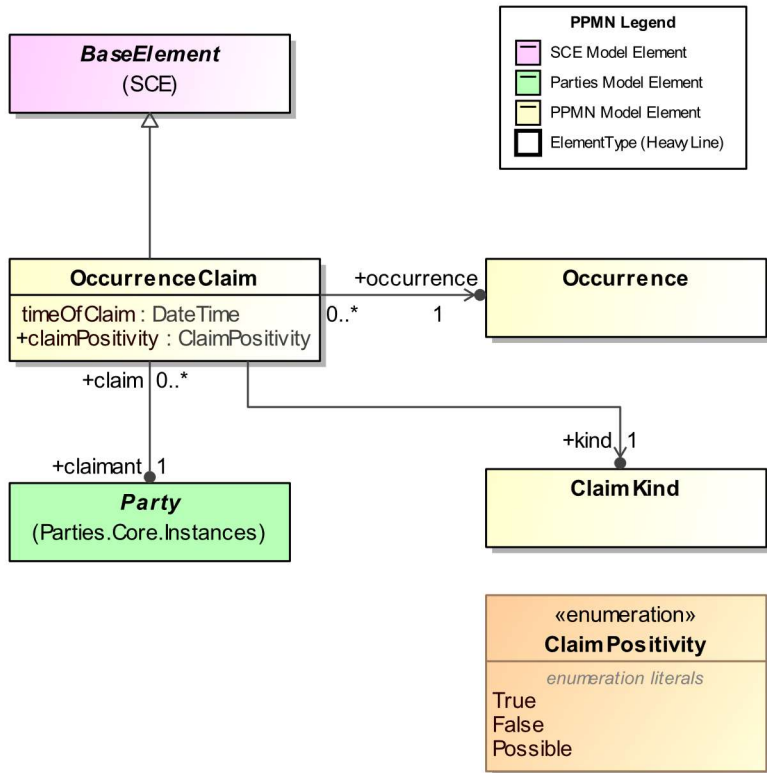 BaseElement
(SCE)
PPMN Legend
SCE Model Element
Parties Model Element
PPMN Model Element
ElementType (Heavy Line)
OccurrenceClaim
timeOfClaim : DateTime
+claimPositivity : ClaimPositivity
+occurrence
0..*
1
Occurrence
+claim 0..*
+claimant 1
+kind 1
Party
(Parties.Core.Instances)
ClaimKind
«enumeration»
ClaimPositivity
enumeration literals
True
False
Possible